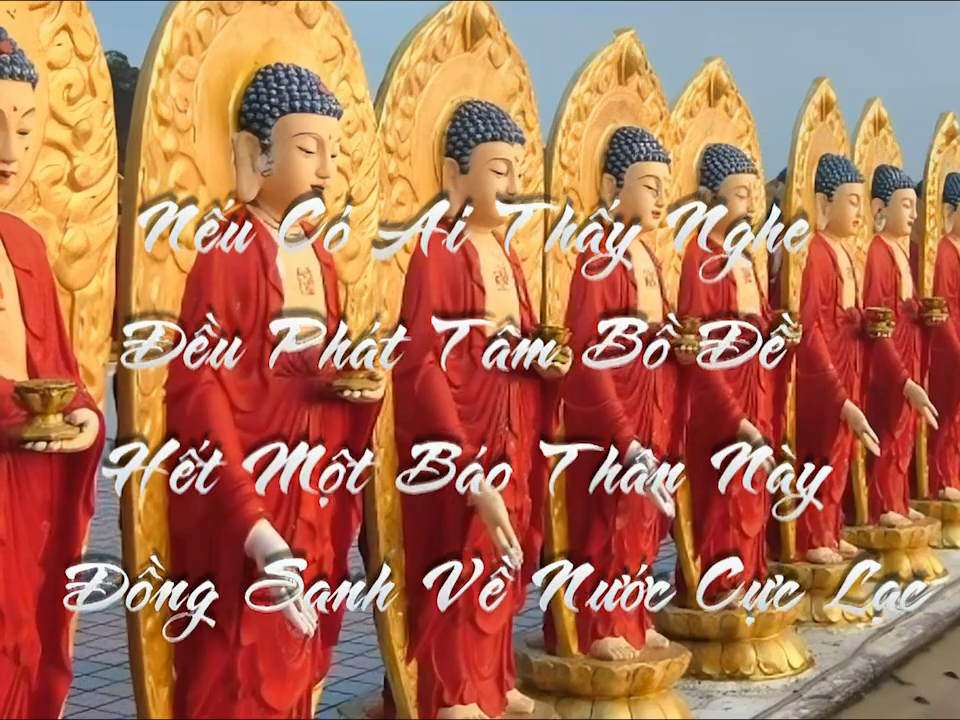 Nếu Có Ai Thấy Nghe
Đều Phát Tâm Bồ Đề
Hết Một Báo Thân Này
Đồng Sanh Về Nước Cực Lạc